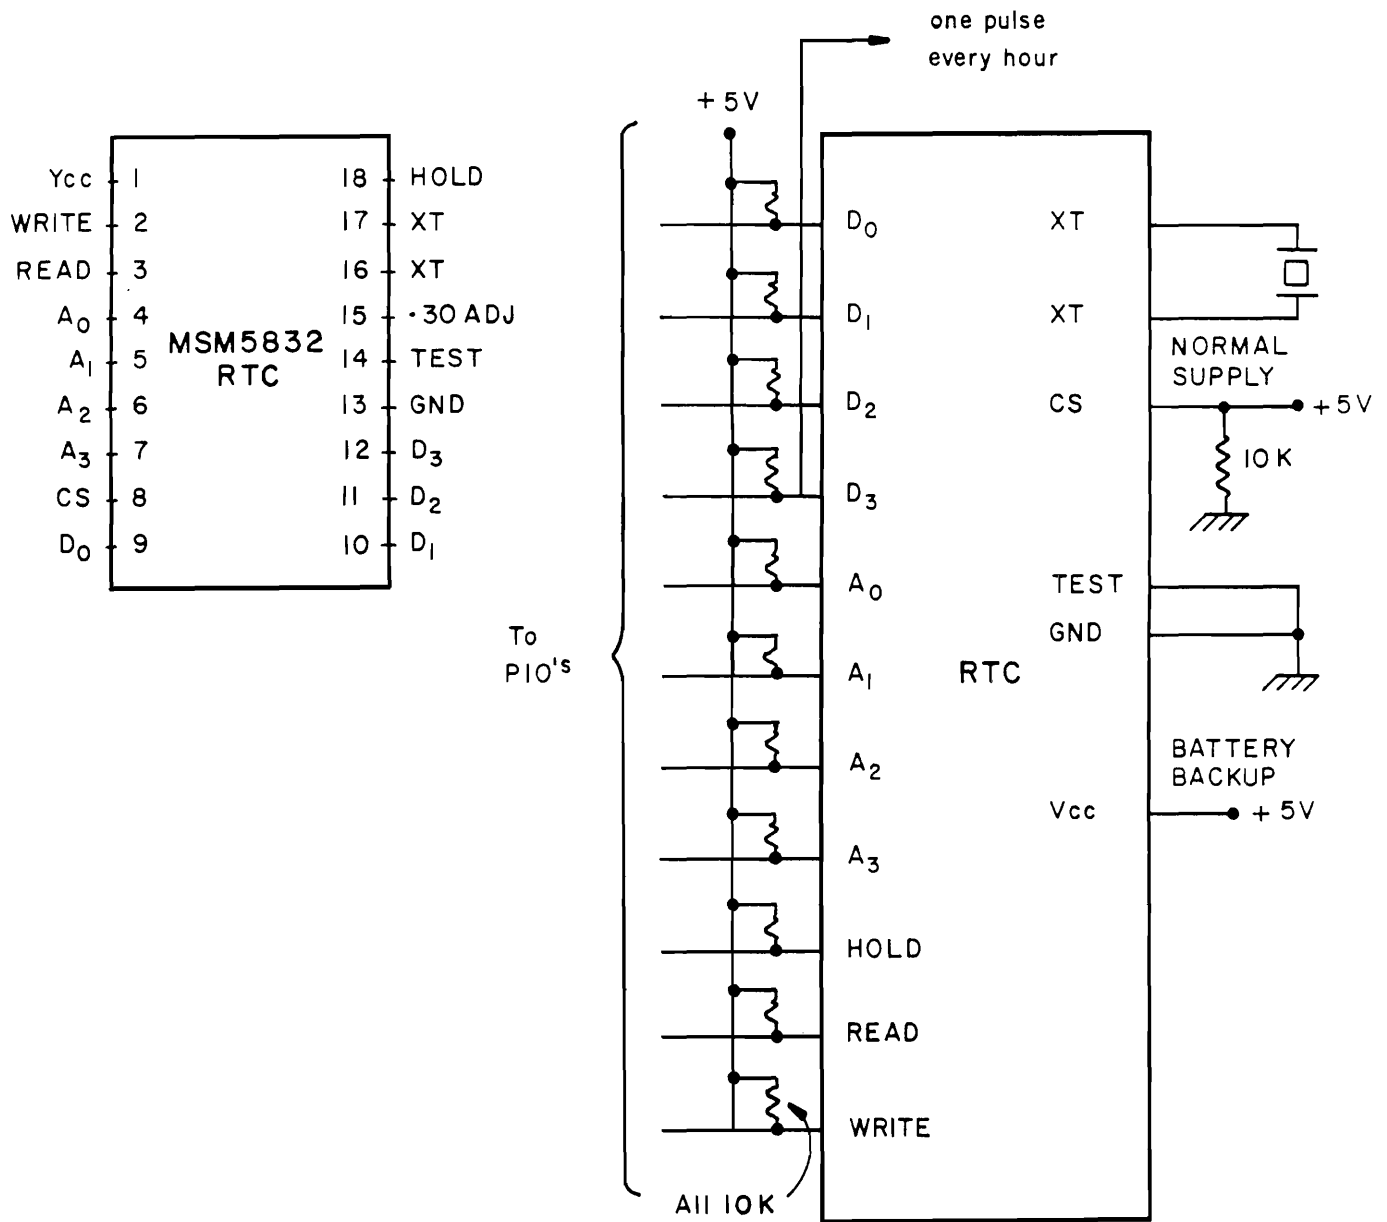 one pulse
every hour
+5V
Ycc 1
WRITE 2
READ 3
A0 4
A1 5
A2 6
A3 7
CS 8
D0 9
MSM5832
RTC
18 HOLD
17 XT
16 XT
15 ·30 ADJ
14 TEST
13 GND
12 D3
11 D2
10 D1
To
PIO's
D0
D1
D2
D3
A0
A1
A2
A3
HOLD
READ
WRITE
All 10K
RTC
XT
XT
CS
TEST
GND
Vcc
NORMAL
SUPPLY
+5V
10K
BATTERY
BACKUP
+5V